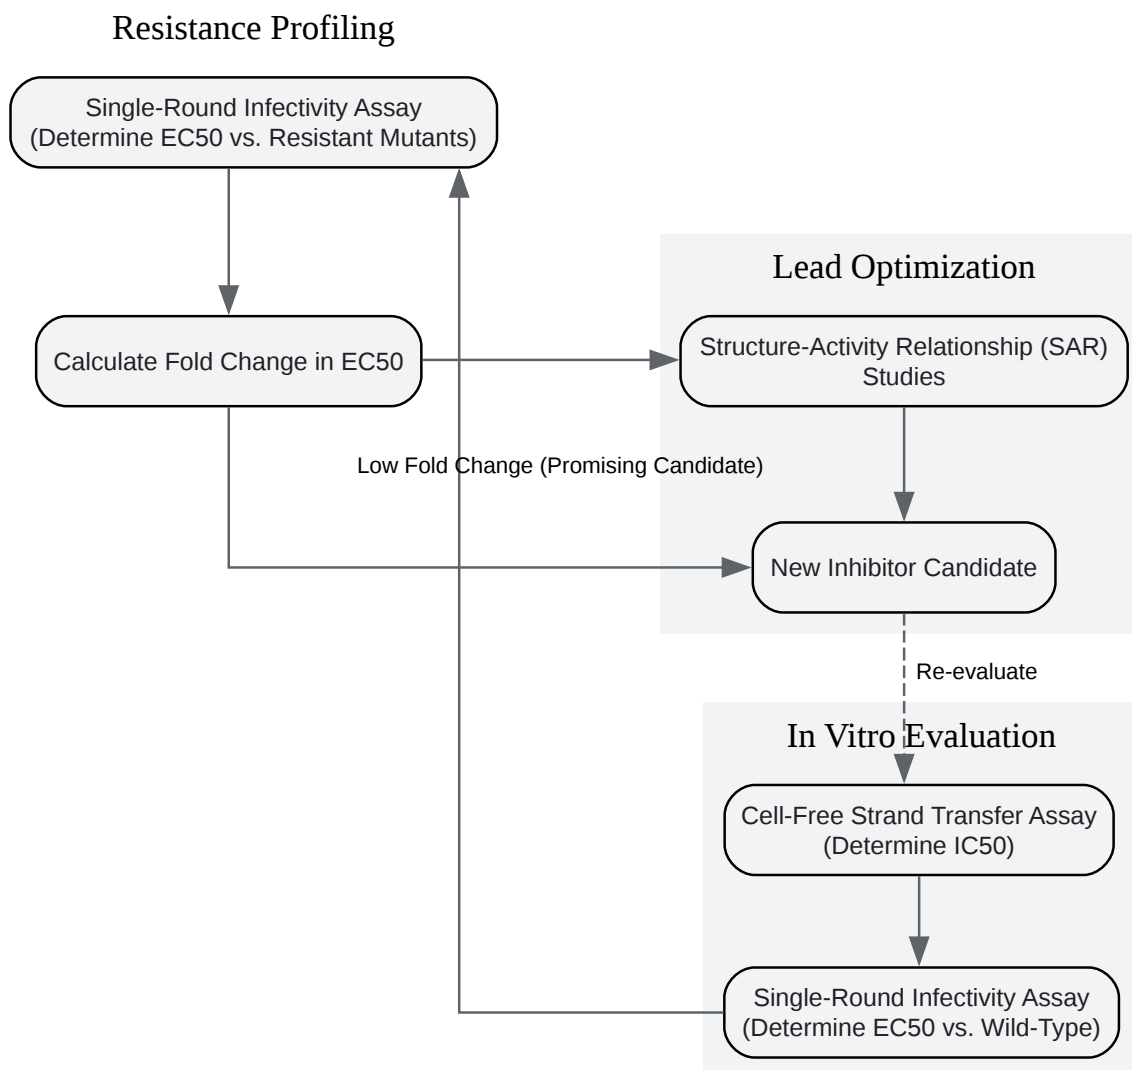 Resistance Profiling
Single-Round Infectivity Assay
(Determine EC50 vs. Resistant Mutants)
Lead Optimization
Calculate Fold Change in EC50
Structure-Activity Relationship (SAR)
Studies
Low Fold Change (Promising Candidate)
New Inhibitor Candidate
Re-evaluate
In Vitro Evaluation
Cell-Free Strand Transfer Assay
(Determine IC50)
Single-Round Infectivity Assay
(Determine EC50 vs. Wild-Type)